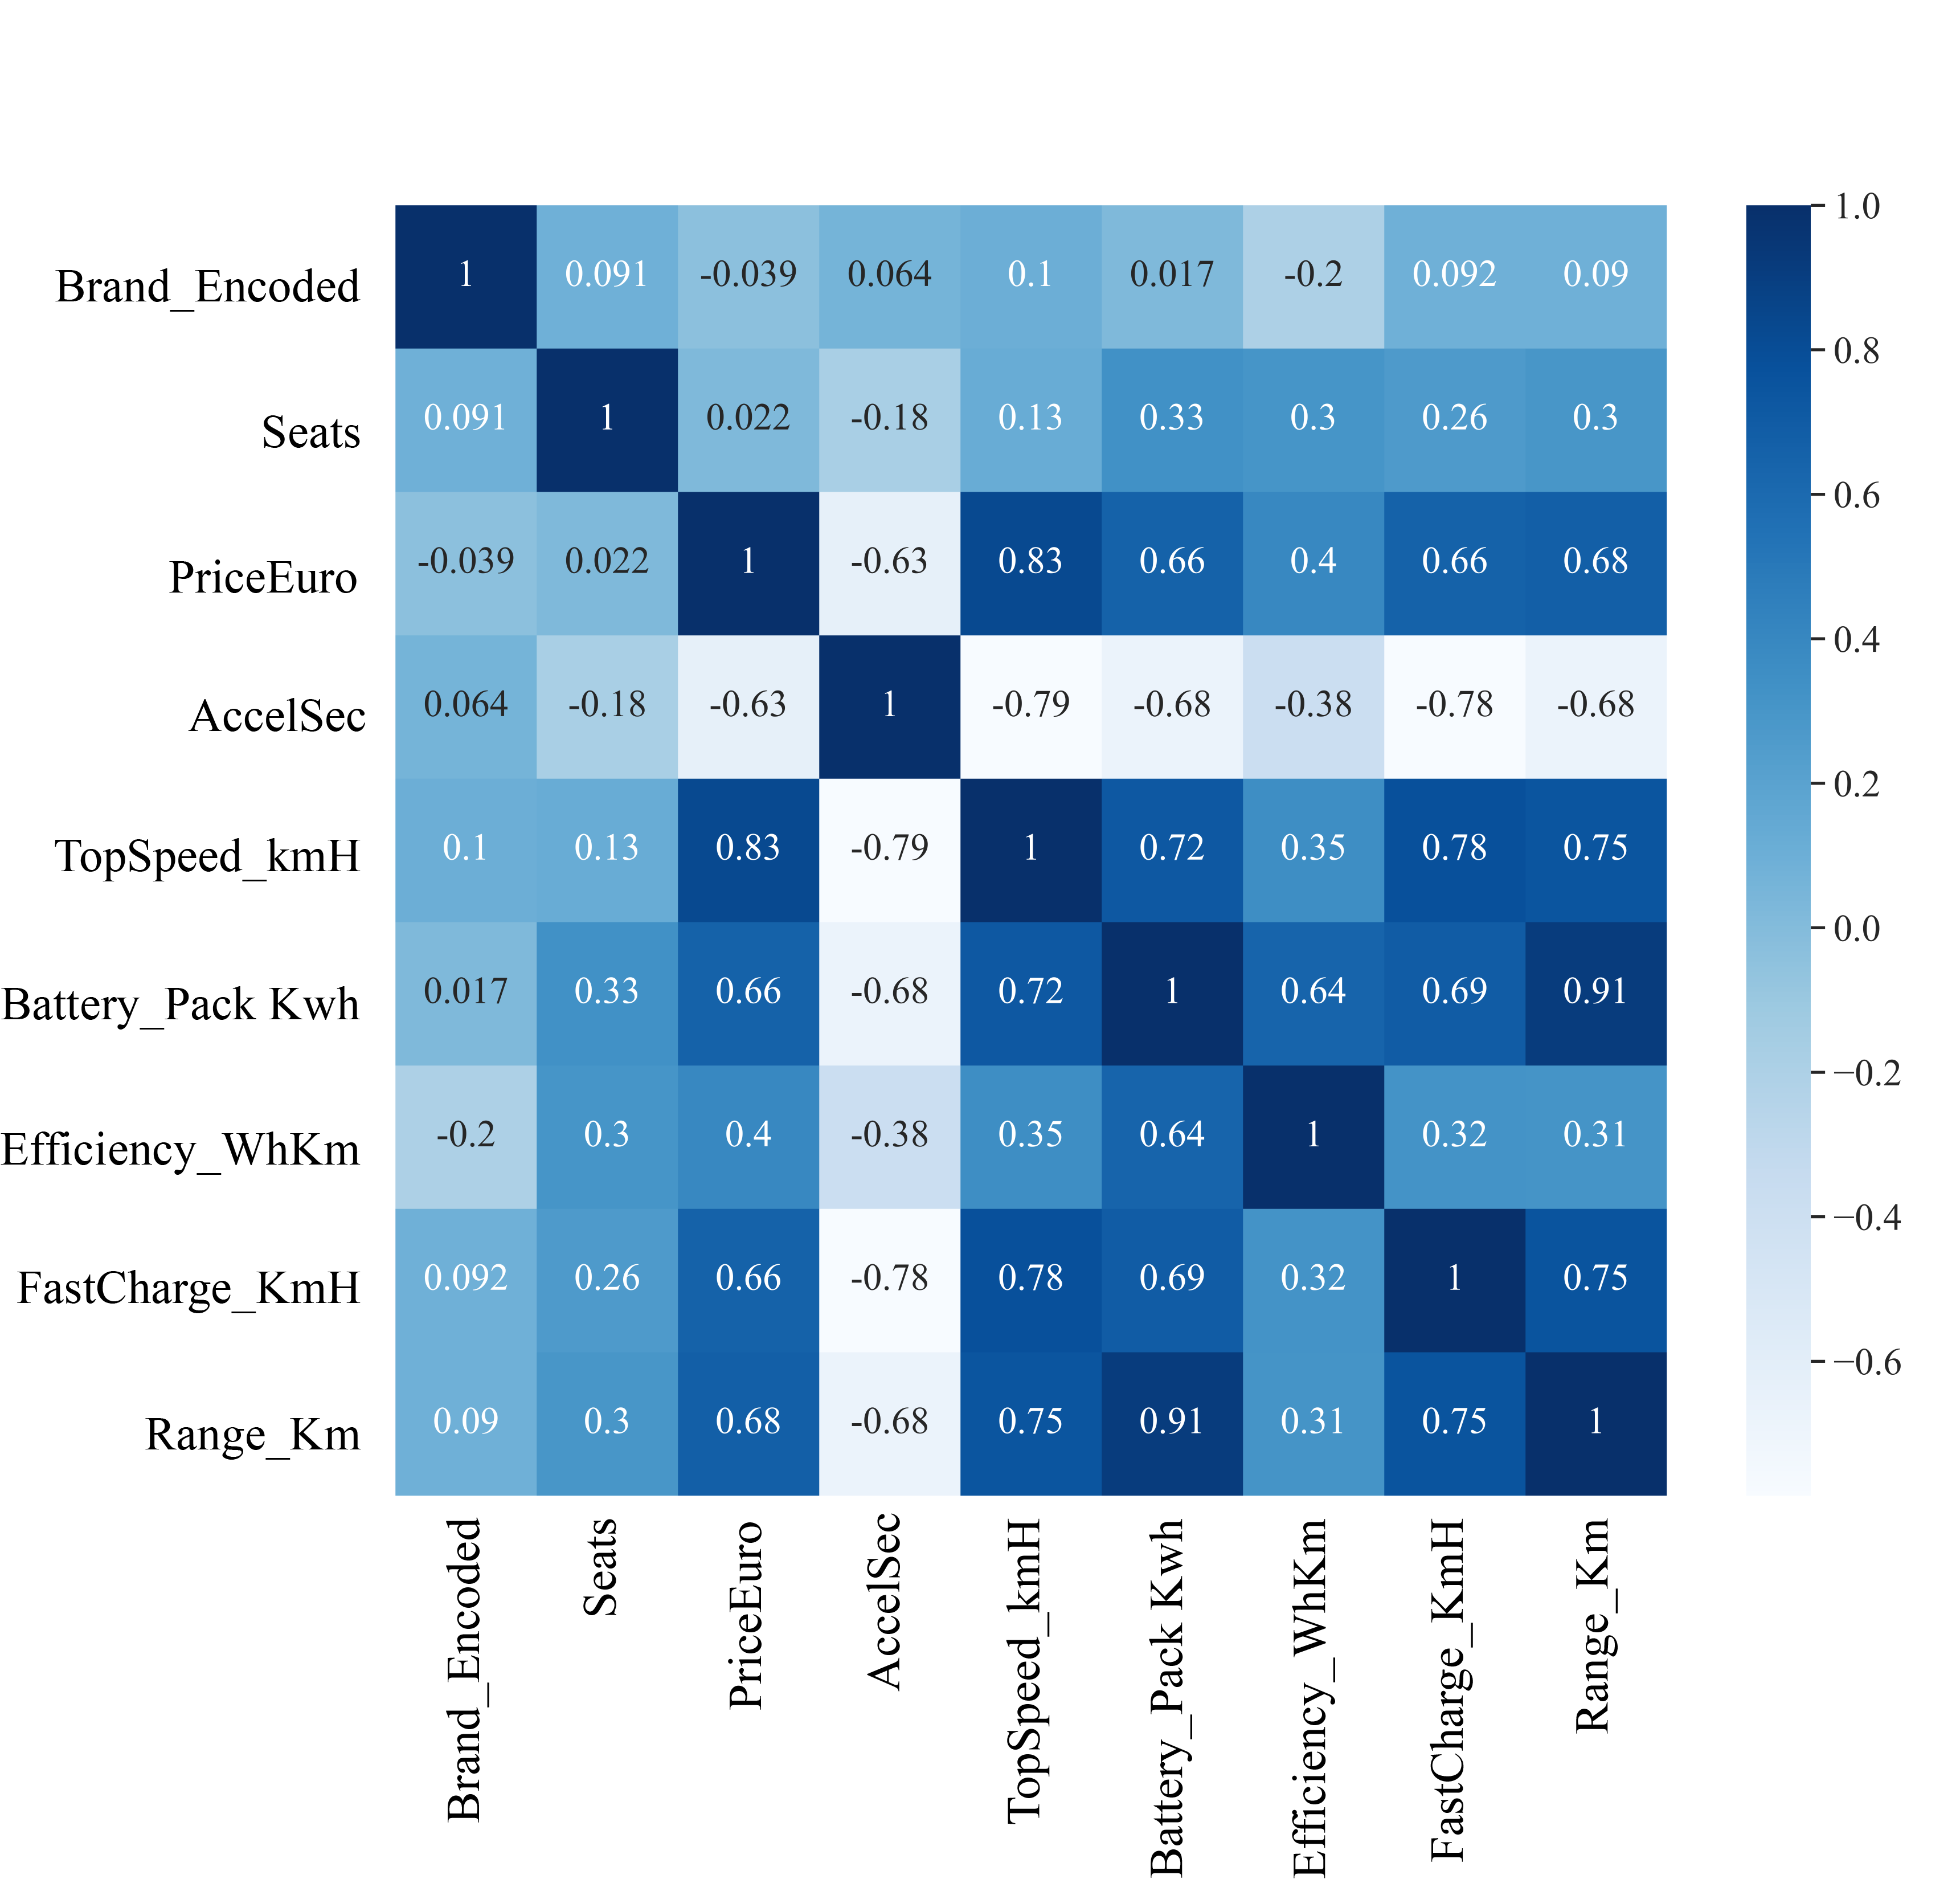 1.0
Brand_Encoded 1 0.091 -0.039 0.064 0.1 0.017 -0.2 0.092 0.09
0.8
Seats 0.091 1 0.022 -0.18 0.13 0.33 0.3 0.26 0.3
0.6
PriceEuro -0.039 0.022 1 -0.63 0.83 0.66 0.4 0.66 0.68
0.4
AccelSec 0.064 -0.18 -0.63 1 -0.79 -0.68 -0.38 -0.78 -0.68
0.2
TopSpeed_kmH 0.1 0.13 0.83 -0.79 1 0.72 0.35 0.78 0.75
0.0
Battery_Pack Kwh 0.017 0.33 0.66 -0.68 0.72 1 0.64 0.69 0.91
−0.2
Efficiency_WhKm -0.2 0.3 0.4 -0.38 0.35 0.64 1 0.32 0.31
−0.4
FastCharge_KmH 0.092 0.26 0.66 -0.78 0.78 0.69 0.32 1 0.75
−0.6
Range_Km 0.09 0.3 0.68 -0.68 0.75 0.91 0.31 0.75 1
Brand_Encoded
Seats
PriceEuro
AccelSec
TopSpeed_kmH
Battery_Pack Kwh
Efficiency_WhKm
FastCharge_KmH
Range_Km